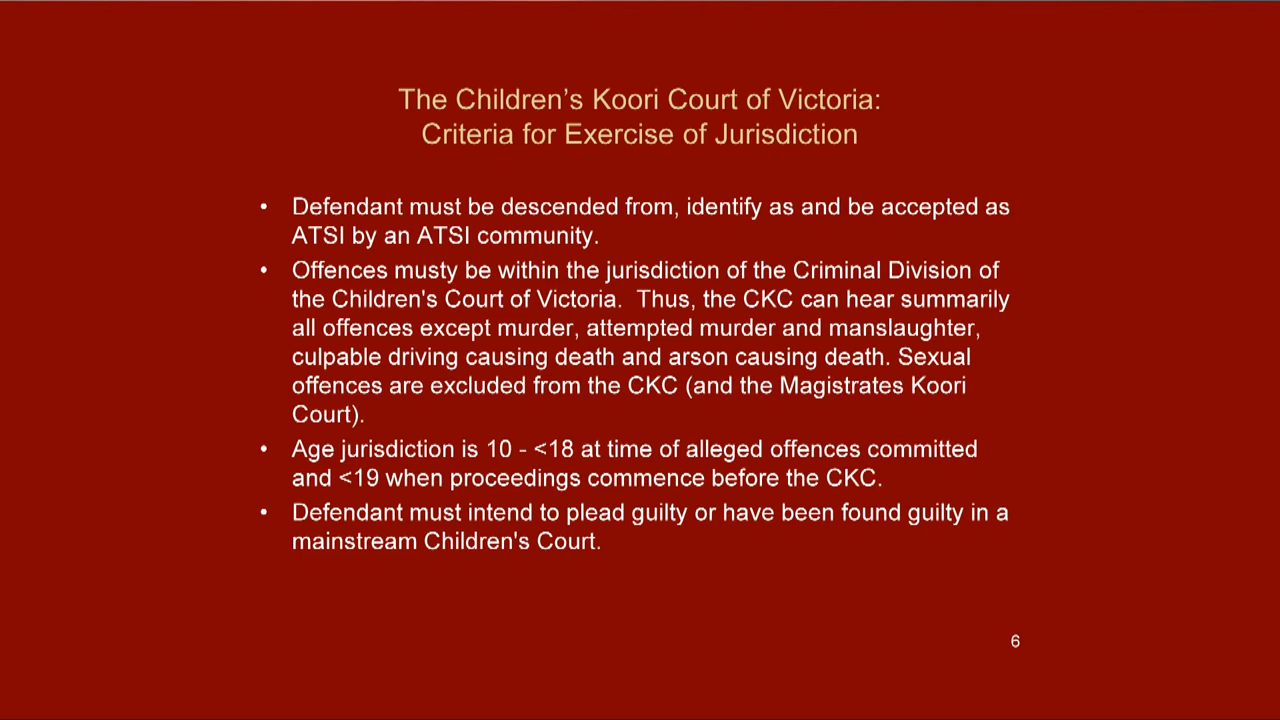 The Children’s Koori Court of Victoria:
Criteria for Exercise of Jurisdiction
• Defendant must be descended from, identify as and be accepted as
ATSI by an ATSI community.
• Offences musty be within the jurisdiction of the Criminal Division of
the Children's Court of Victoria.  Thus, the CKC can hear summarily
all offences except murder, attempted murder and manslaughter,
culpable driving causing death and arson causing death. Sexual
offences are excluded from the CKC (and the Magistrates Koori
Court).
• Age jurisdiction is 10 - <18 at time of alleged offences committed
and <19 when proceedings commence before the CKC.
• Defendant must intend to plead guilty or have been found guilty in a
mainstream Children's Court.
6